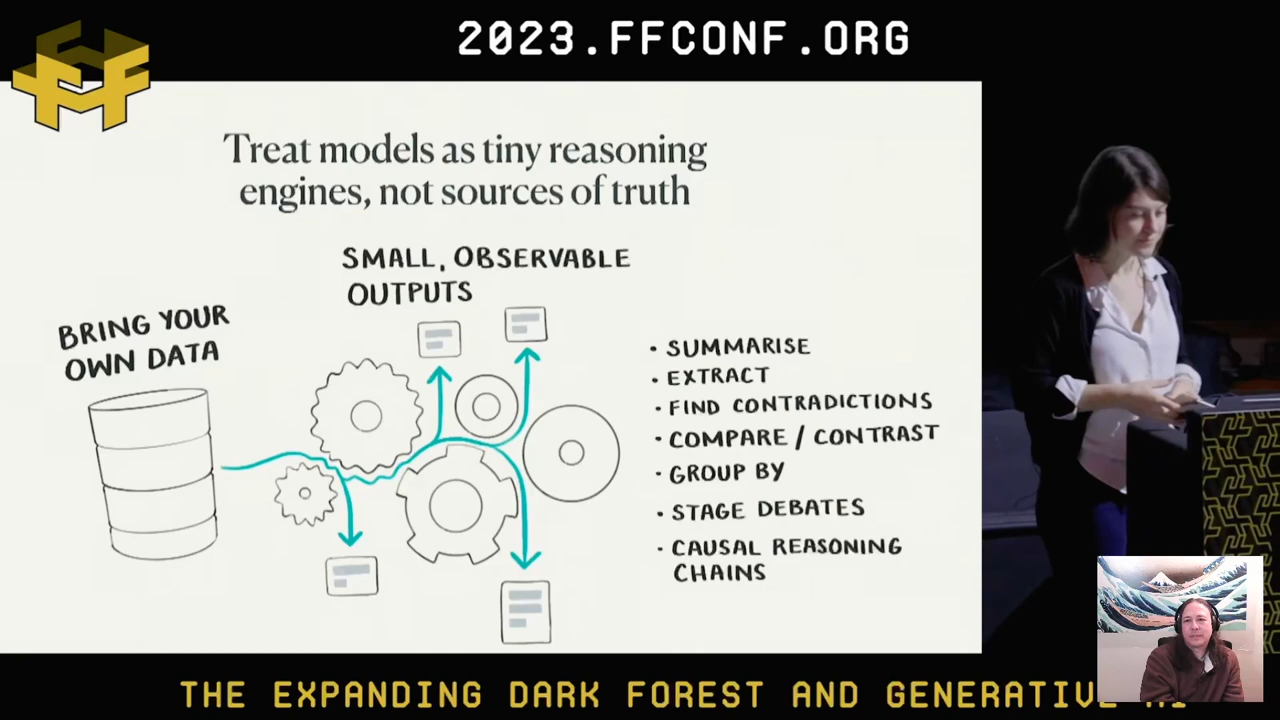 2023.FFCONF.ORG
Treat models as tiny reasoning
engines, not sources of truth
SMALL, OBSERVABLE
OUTPUTS
BRING YOUR
OWN DATA
• SUMMARISE
• EXTRACT
• FIND CONTRADICTIONS
• COMPARE / CONTRAST
• GROUP BY
• STAGE DEBATES
• CAUSAL REASONING
CHAINS
THE EXPANDING DARK FOREST AND GENERATIVE AI